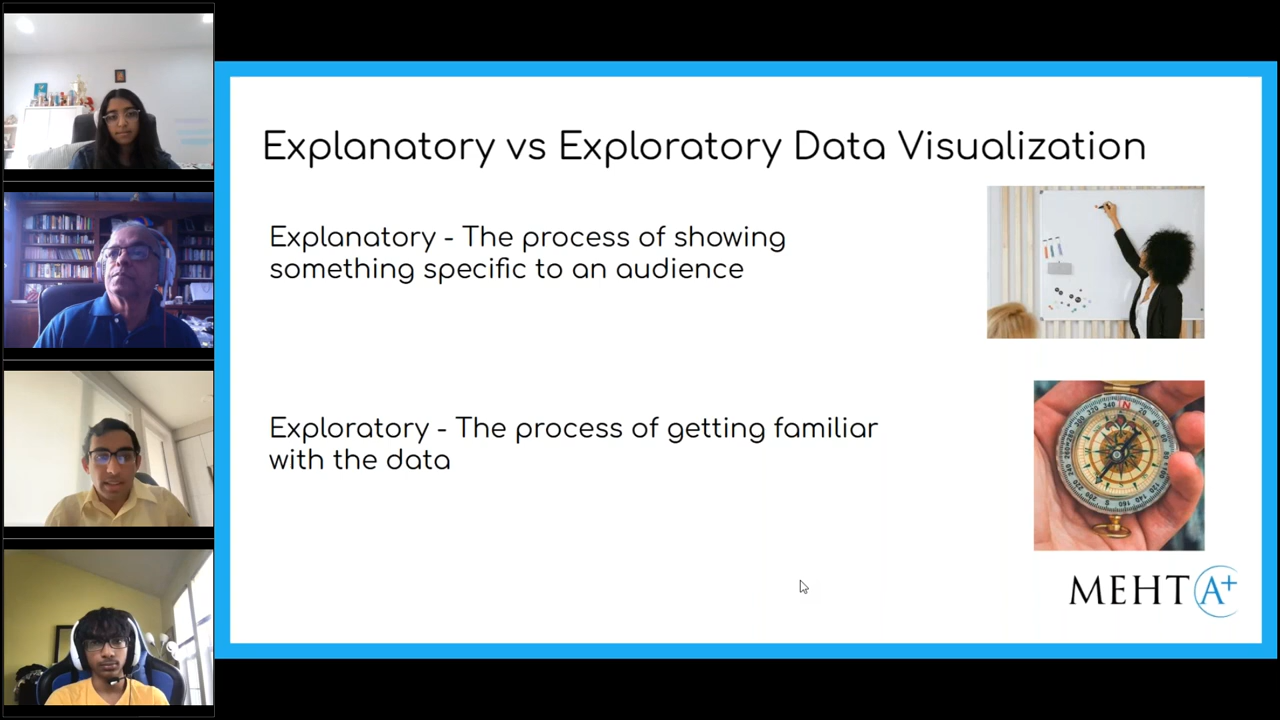 Explanatory vs Exploratory Data Visualization
Explanatory - The process of showing
something specific to an audience
Exploratory - The process of getting familiar
with the data
MEHTA+